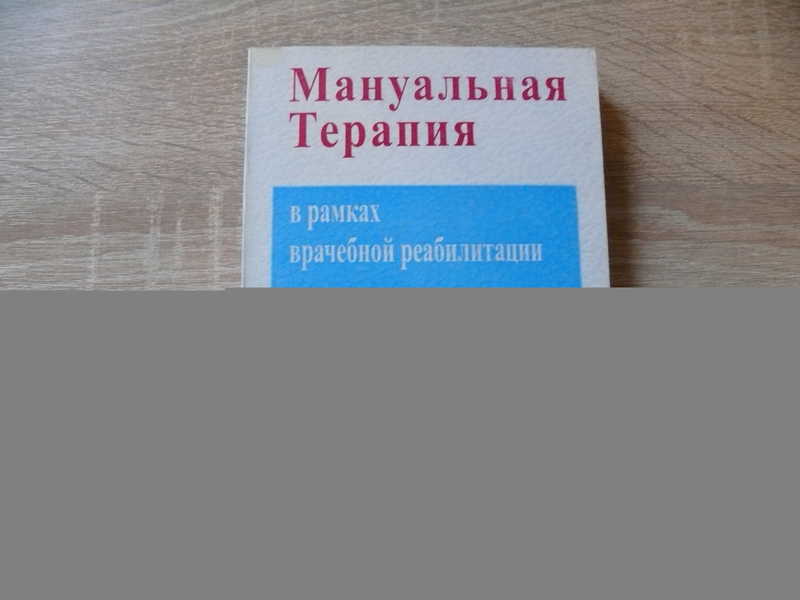 Мануальная
Терапия
в рамках
врачебной реабилитации